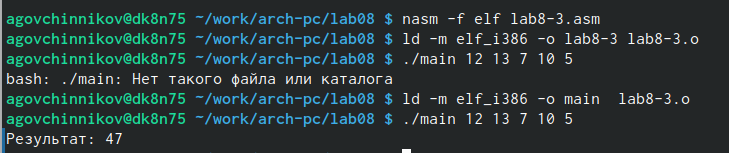 agovchinnikov@dk8n75 ~/work/arch-pc/lab08 $ nasm -f elf lab8-3.asm
agovchinnikov@dk8n75 ~/work/arch-pc/lab08 $ ld -m elf_i386 -o lab8-3 lab8-3.o
agovchinnikov@dk8n75 ~/work/arch-pc/lab08 $ ./main 12 13 7 10 5
bash: ./main: Нет такого файла или каталога
agovchinnikov@dk8n75 ~/work/arch-pc/lab08 $ ld -m elf_i386 -o main  lab8-3.o
agovchinnikov@dk8n75 ~/work/arch-pc/lab08 $ ./main 12 13 7 10 5
Результат: 47